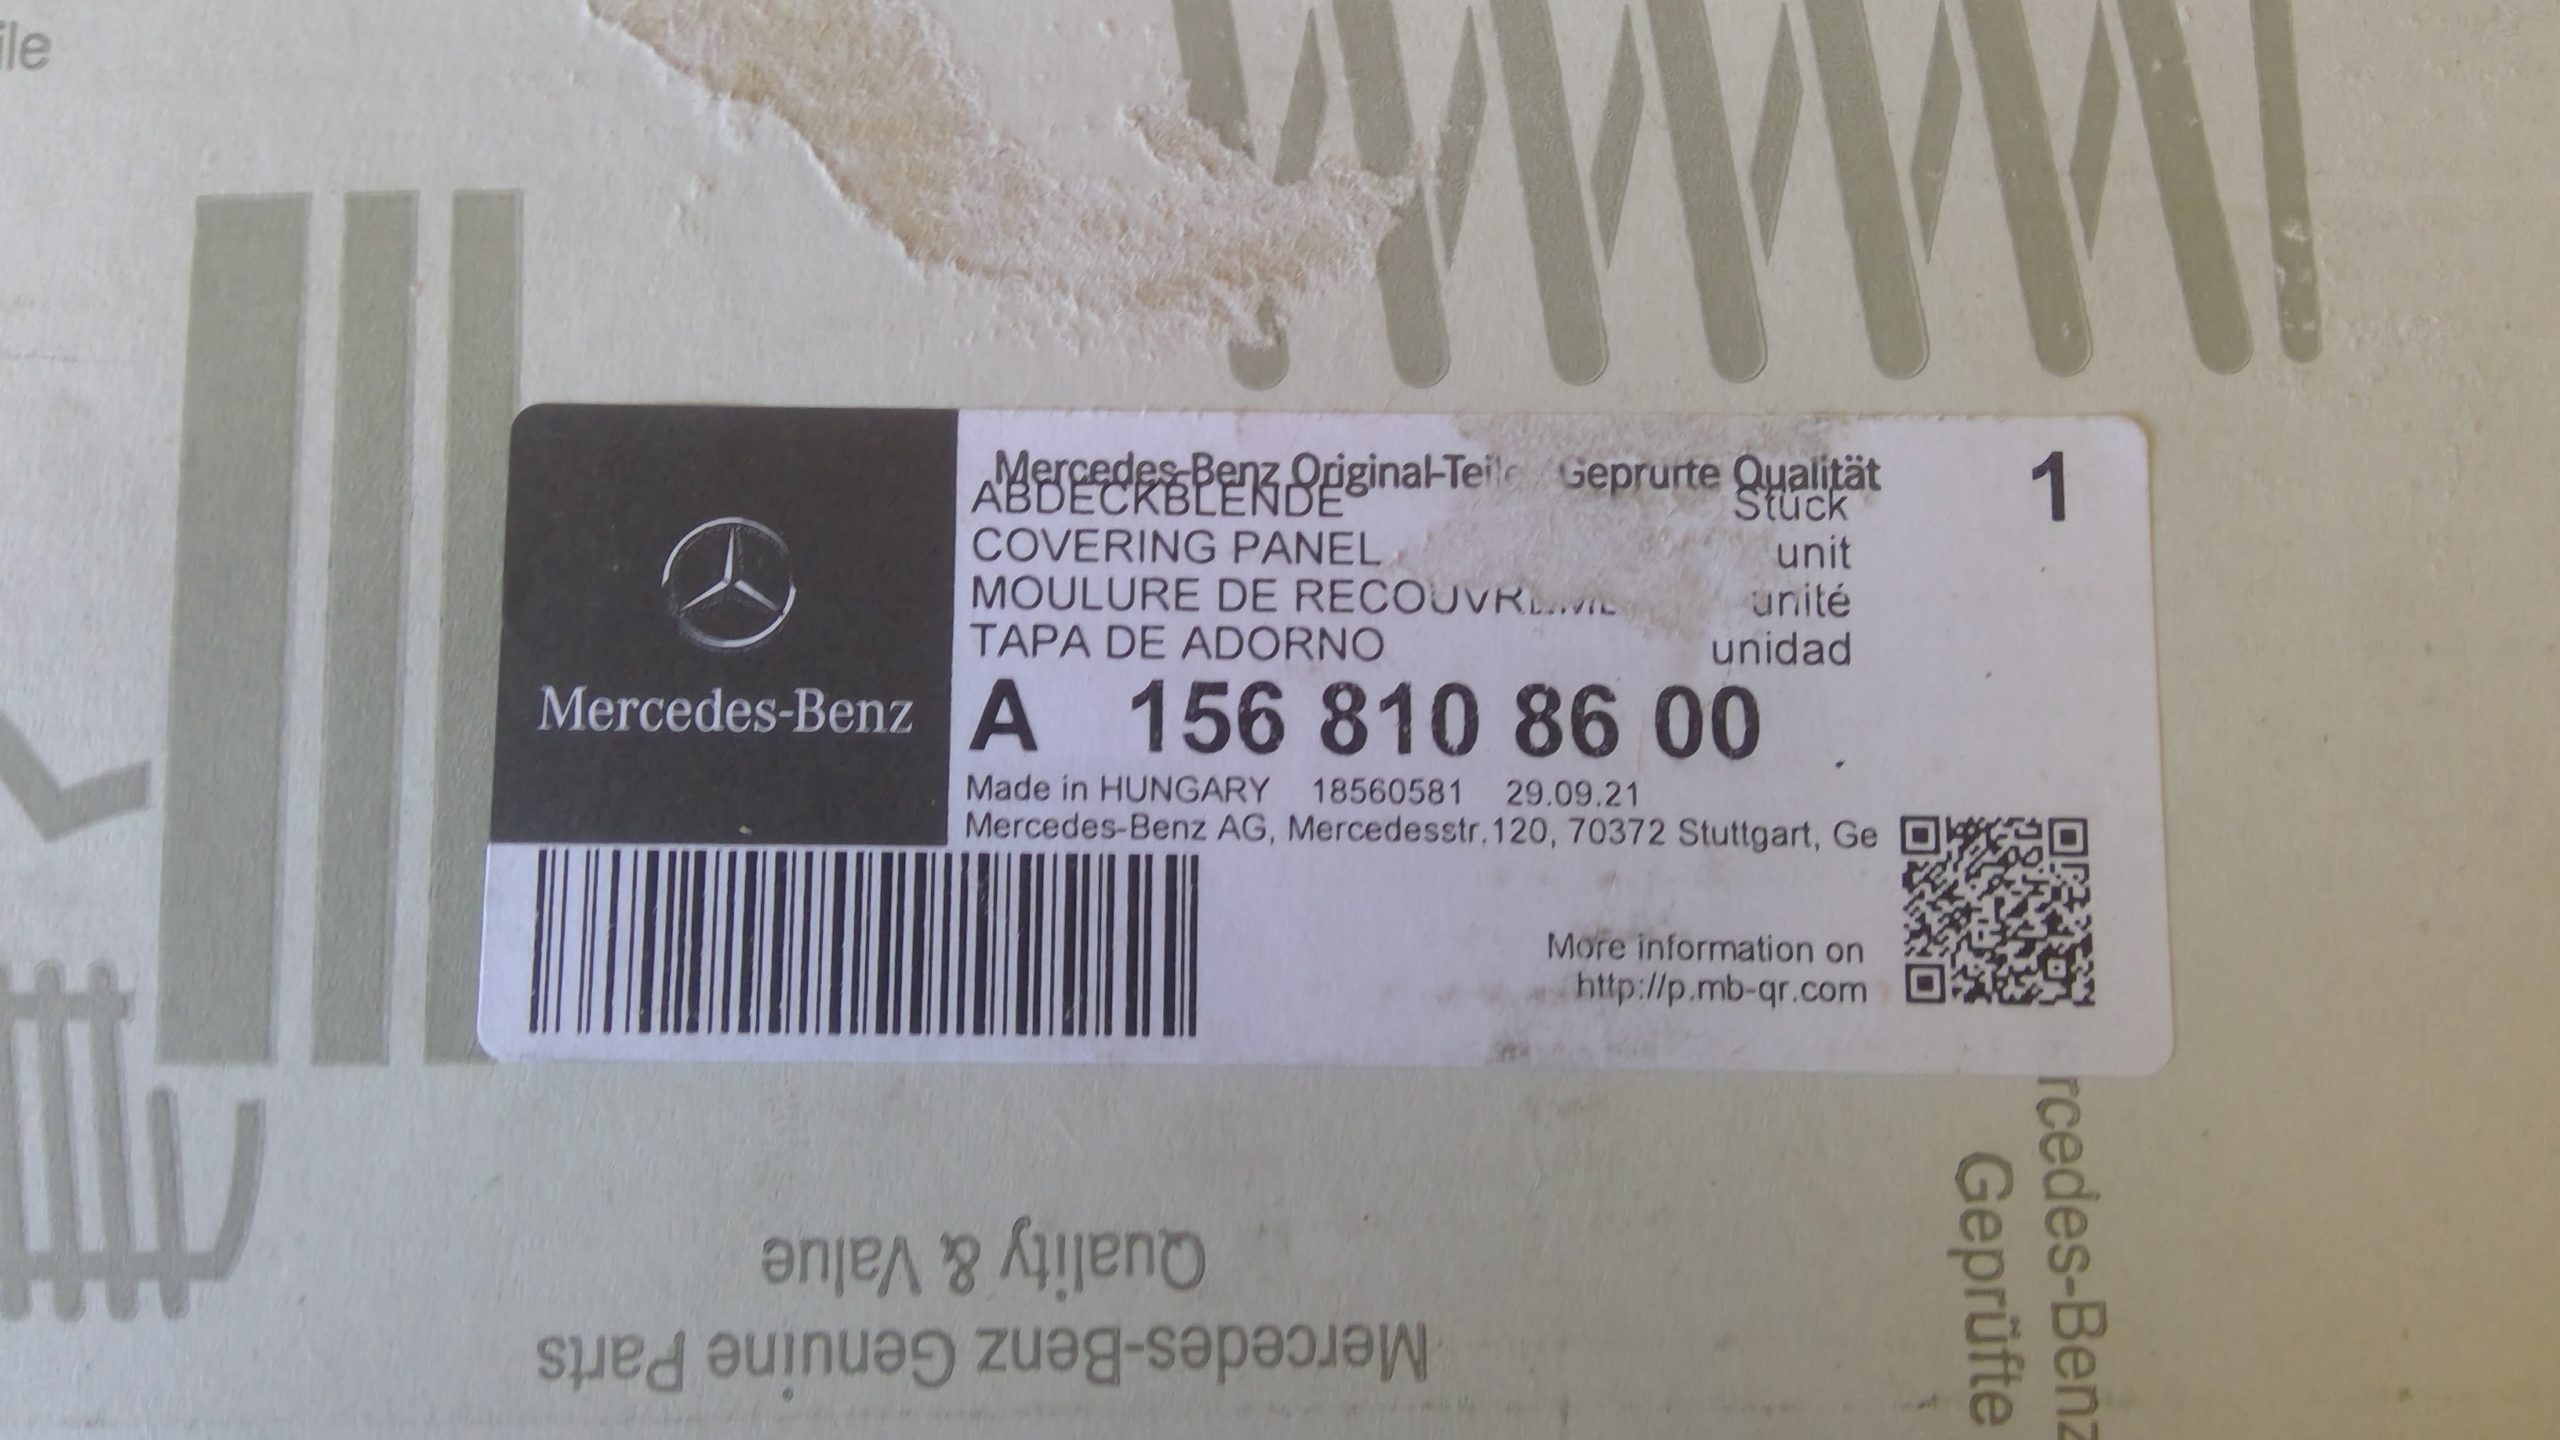 ile
Mercedes-Benz Original-Teile Geprurte Qualität
1
ABDECKBLENDE Stück
COVERING PANEL unit
MOULURE DE unité
TAPA DE ADORNO unidad
Mercedes-Benz
A 156 810 86 00
Made in HUNGARY 18560581 29.09.21
Mercedes-Benz AG, Mercedesstr.120, 70372 Stuttgart, Ge
More information on
http://p.mb-qr.com
Mercedes-Benz Genuine Parts
Quality & Value
rcedes-Benz
Geprüfte